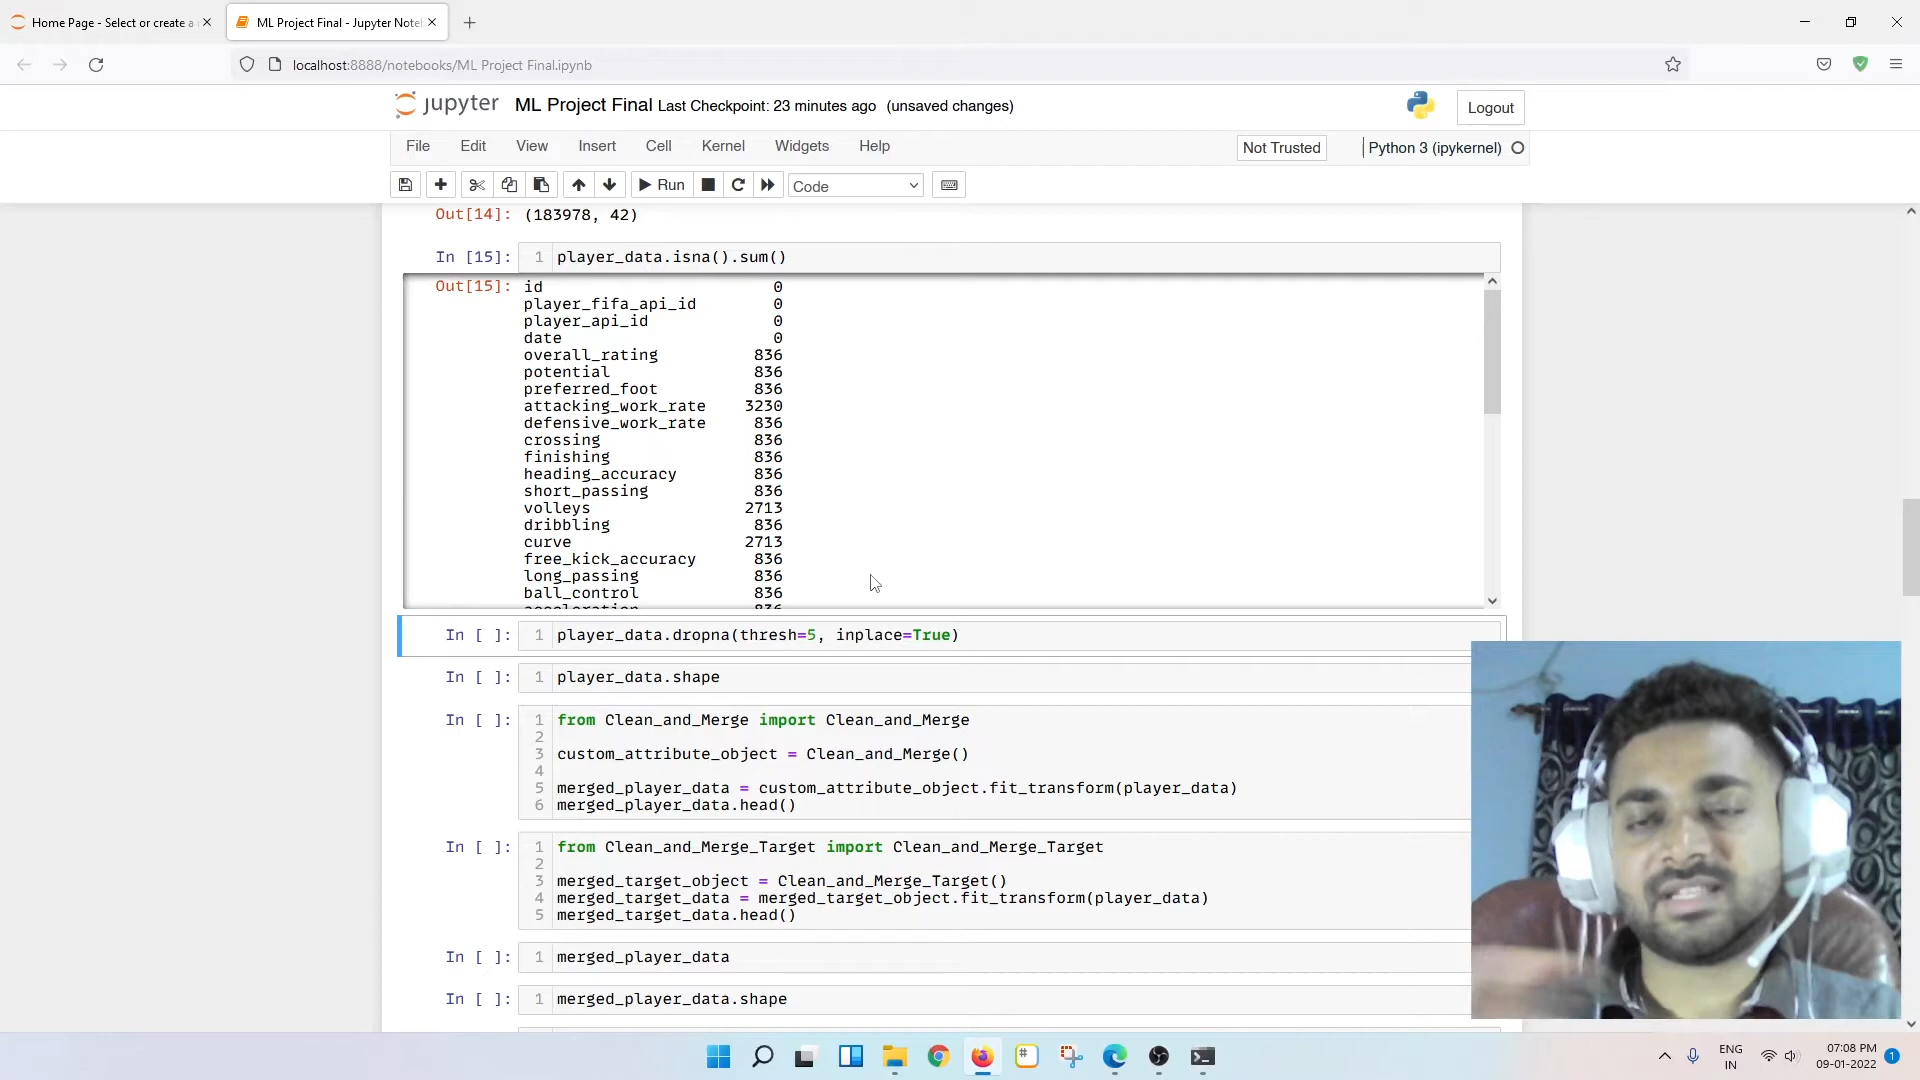 Home Page - Select or create a
ML Project Final - Jupyter Note
localhost:8888/notebooks/ML Project Final.ipynb
jupyter ML Project Final Last Checkpoint: 23 minutes ago (unsaved changes)
Logout
File Edit View Insert Cell Kernel Widgets Help
Not Trusted
Python 3 (ipykernel)
Run
Code
Out[14]: (183978, 42)
In [15]: 1 player_data.isna().sum()
Out[15]: id 0
player_fifa_api_id 0
player_api_id 0
date 0
overall_rating 836
potential 836
preferred_foot 836
attacking_work_rate 3230
defensive_work_rate 836
crossing 836
finishing 836
heading_accuracy 836
short_passing 836
volleys 2713
dribbling 836
curve 2713
free_kick_accuracy 836
long_passing 836
ball_control 836
acceleration 836
In [ ]: 1 player_data.dropna(thresh=5, inplace=True)
In [ ]: 1 player_data.shape
In [ ]: 1 from Clean_and_Merge import Clean_and_Merge
2
3 custom_attribute_object = Clean_and_Merge()
4
5 merged_player_data = custom_attribute_object.fit_transform(player_data)
6 merged_player_data.head()
In [ ]: 1 from Clean_and_Merge_Target import Clean_and_Merge_Target
2
3 merged_target_object = Clean_and_Merge_Target()
4 merged_target_data = merged_target_object.fit_transform(player_data)
5 merged_target_data.head()
In [ ]: 1 merged_player_data
In [ ]: 1 merged_player_data.shape
ENG
IN
07:08 PM
09-01-2022
1